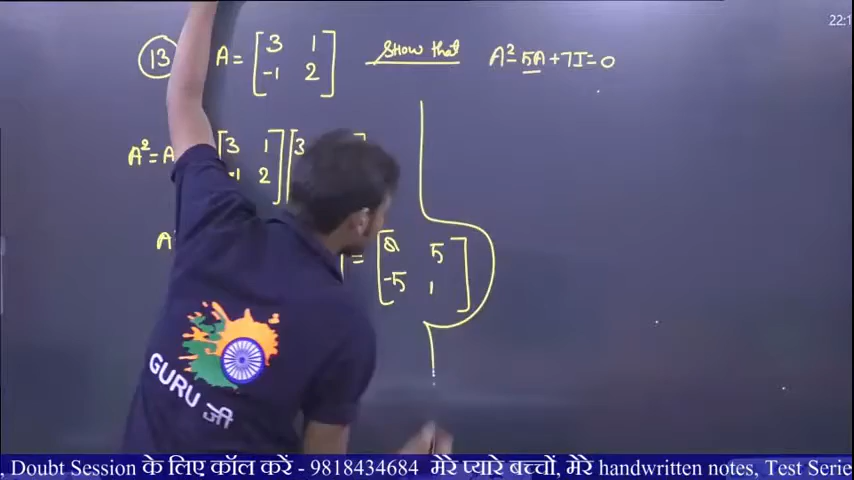 22:1
13 A = [ 3 1 -1 2 ] Show that A² - 5A + 7I = 0
A² = A [ 3 1 -1 2 ] [ 3
A = [ 8 5 -5 1 ]
GURU जी
, Doubt Session के लिए कॉल करें - 9818434684 मेरे प्यारे बच्चों, मेरे handwritten notes, Test Serie